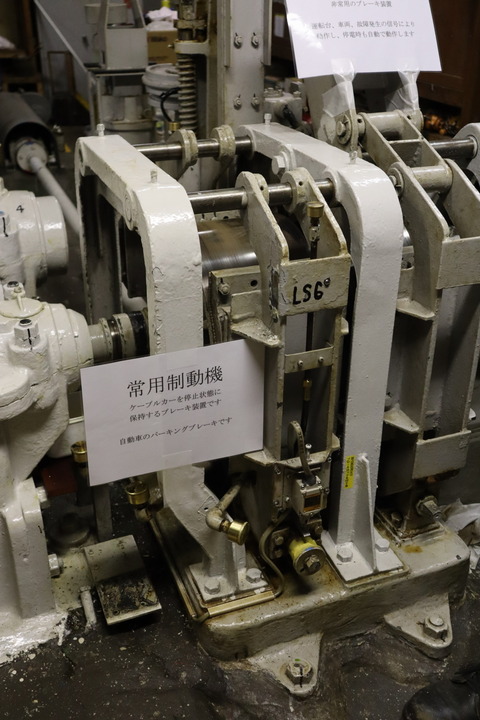 非常用のブレーキ装置
運転台、車両、故障発生の信号により
動作し、停電時も自動で動作します
4
LS6
常用制動機
ケーブルカーを停止状態に
保持するブレーキ装置です
自動車のパーキングブレーキです